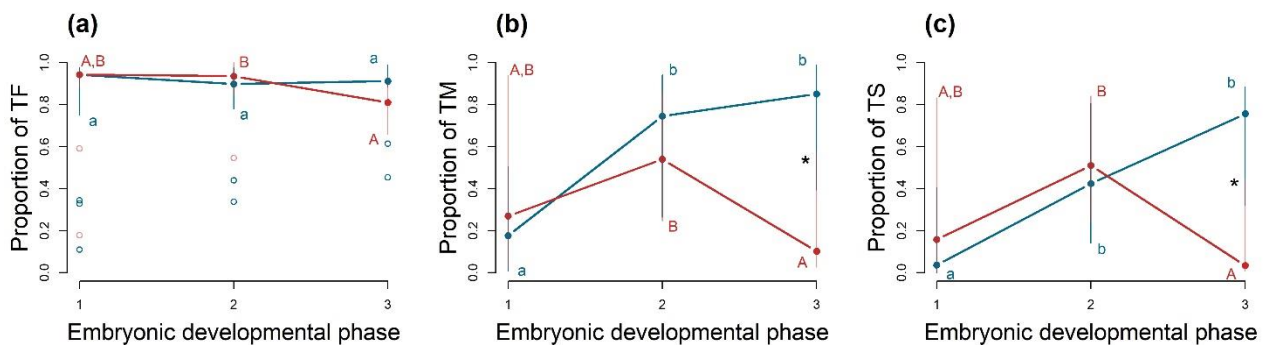 (a)
Proportion of TF
1.0
0.8
0.6
0.4
0.2
0.0
A,B
a
B
a
a
A
1
2
3
Embryonic developmental phase
(b)
Proportion of TM
1.0
0.8
0.6
0.4
0.2
0.0
A,B
a
b
B
b
*
A
1
2
3
Embryonic developmental phase
(c)
Proportion of TS
1.0
0.8
0.6
0.4
0.2
0.0
A,B
a
B
b
b
*
A
1
2
3
Embryonic developmental phase